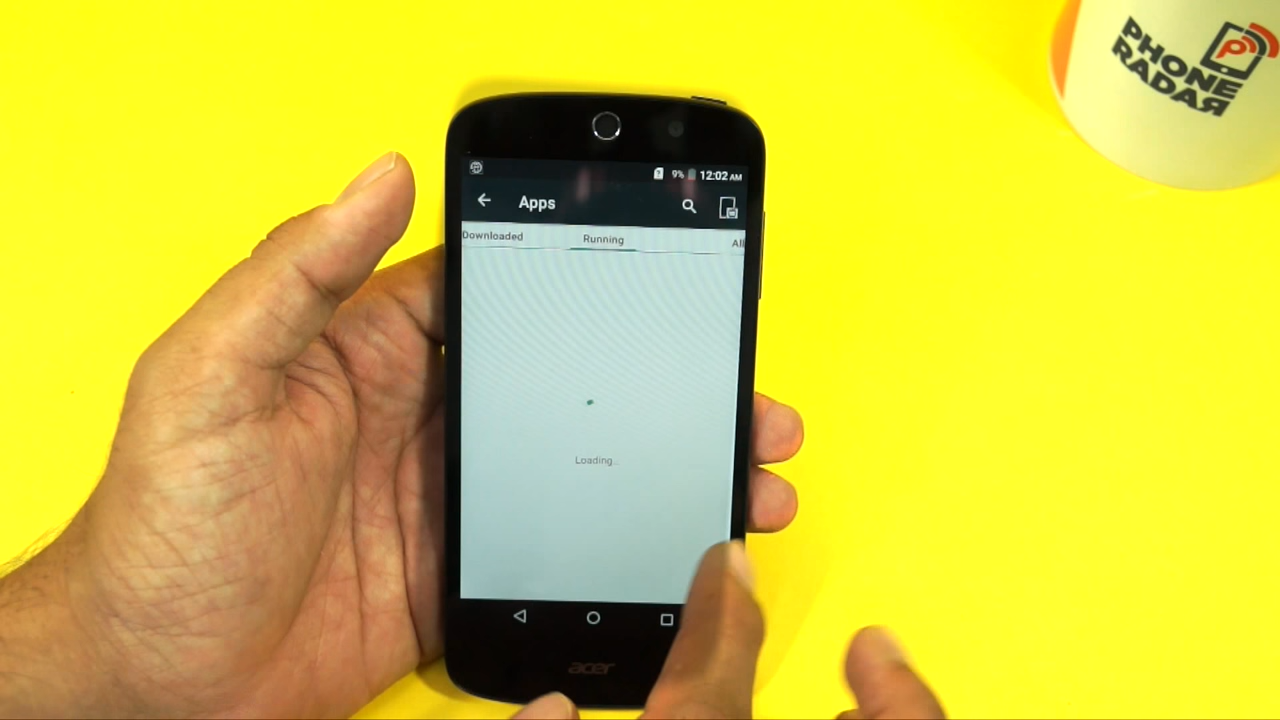 PHONE
RADAR
9% 12:02 AM
Apps
Downloaded Running All
Loading..
acer